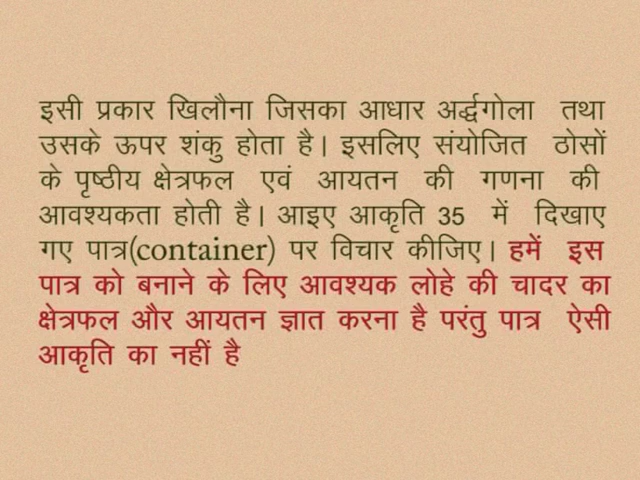 इसी प्रकार खिलौना जिसका आधार अर्द्धगोला तथा
उसके ऊपर शंकु होता है। इसलिए संयोजित ठोसों
के पृष्ठीय क्षेत्रफल एवं आयतन की गणना की
आवश्यकता होती है। आइए आकृति 35 में दिखाए
गए पात्र(container) पर विचार कीजिए। हमें इस
पात्र को बनाने के लिए आवश्यक लोहे की चादर का
क्षेत्रफल और आयतन ज्ञात करना है परंतु पात्र ऐसी
आकृति का नहीं है